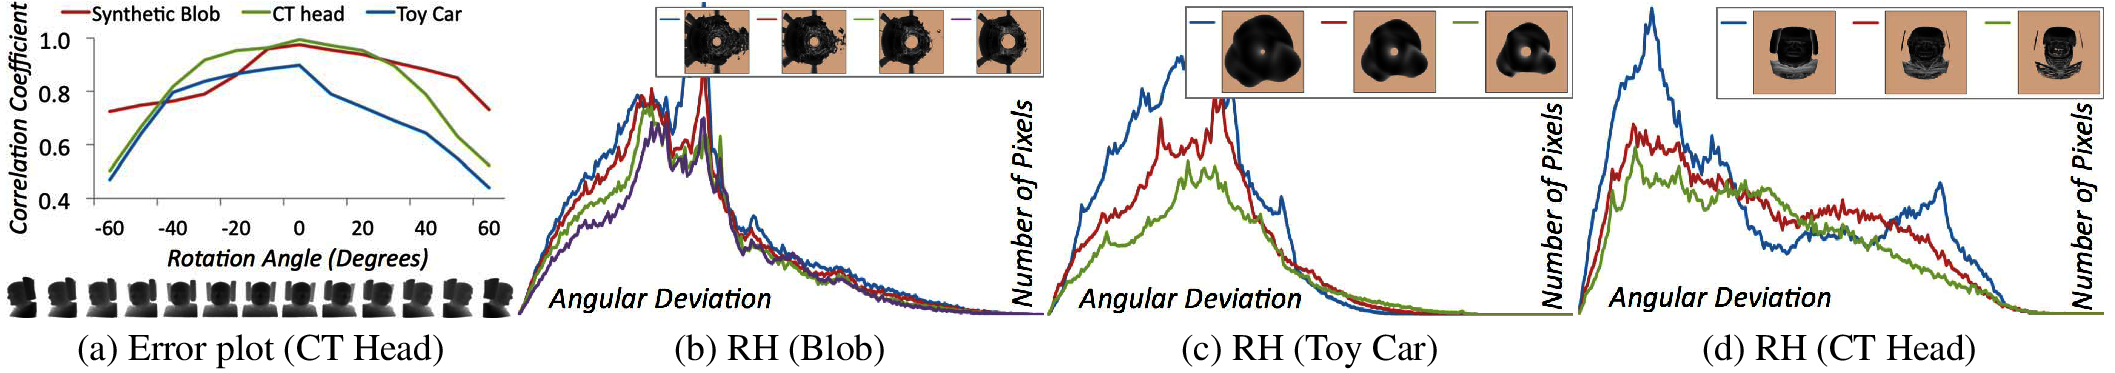 Synthetic Blob CT head Toy Car
Correlation Coefficient
1.0
0.8
0.6
0.4
-60 -40 -20 0 20 40 60
Rotation Angle (Degrees)
(a) Error plot (CT Head)
Angular Deviation
Number of Pixels
(b) RH (Blob)
Angular Deviation
Number of Pixels
(c) RH (Toy Car)
Angular Deviation
Number of Pixels
(d) RH (CT Head)